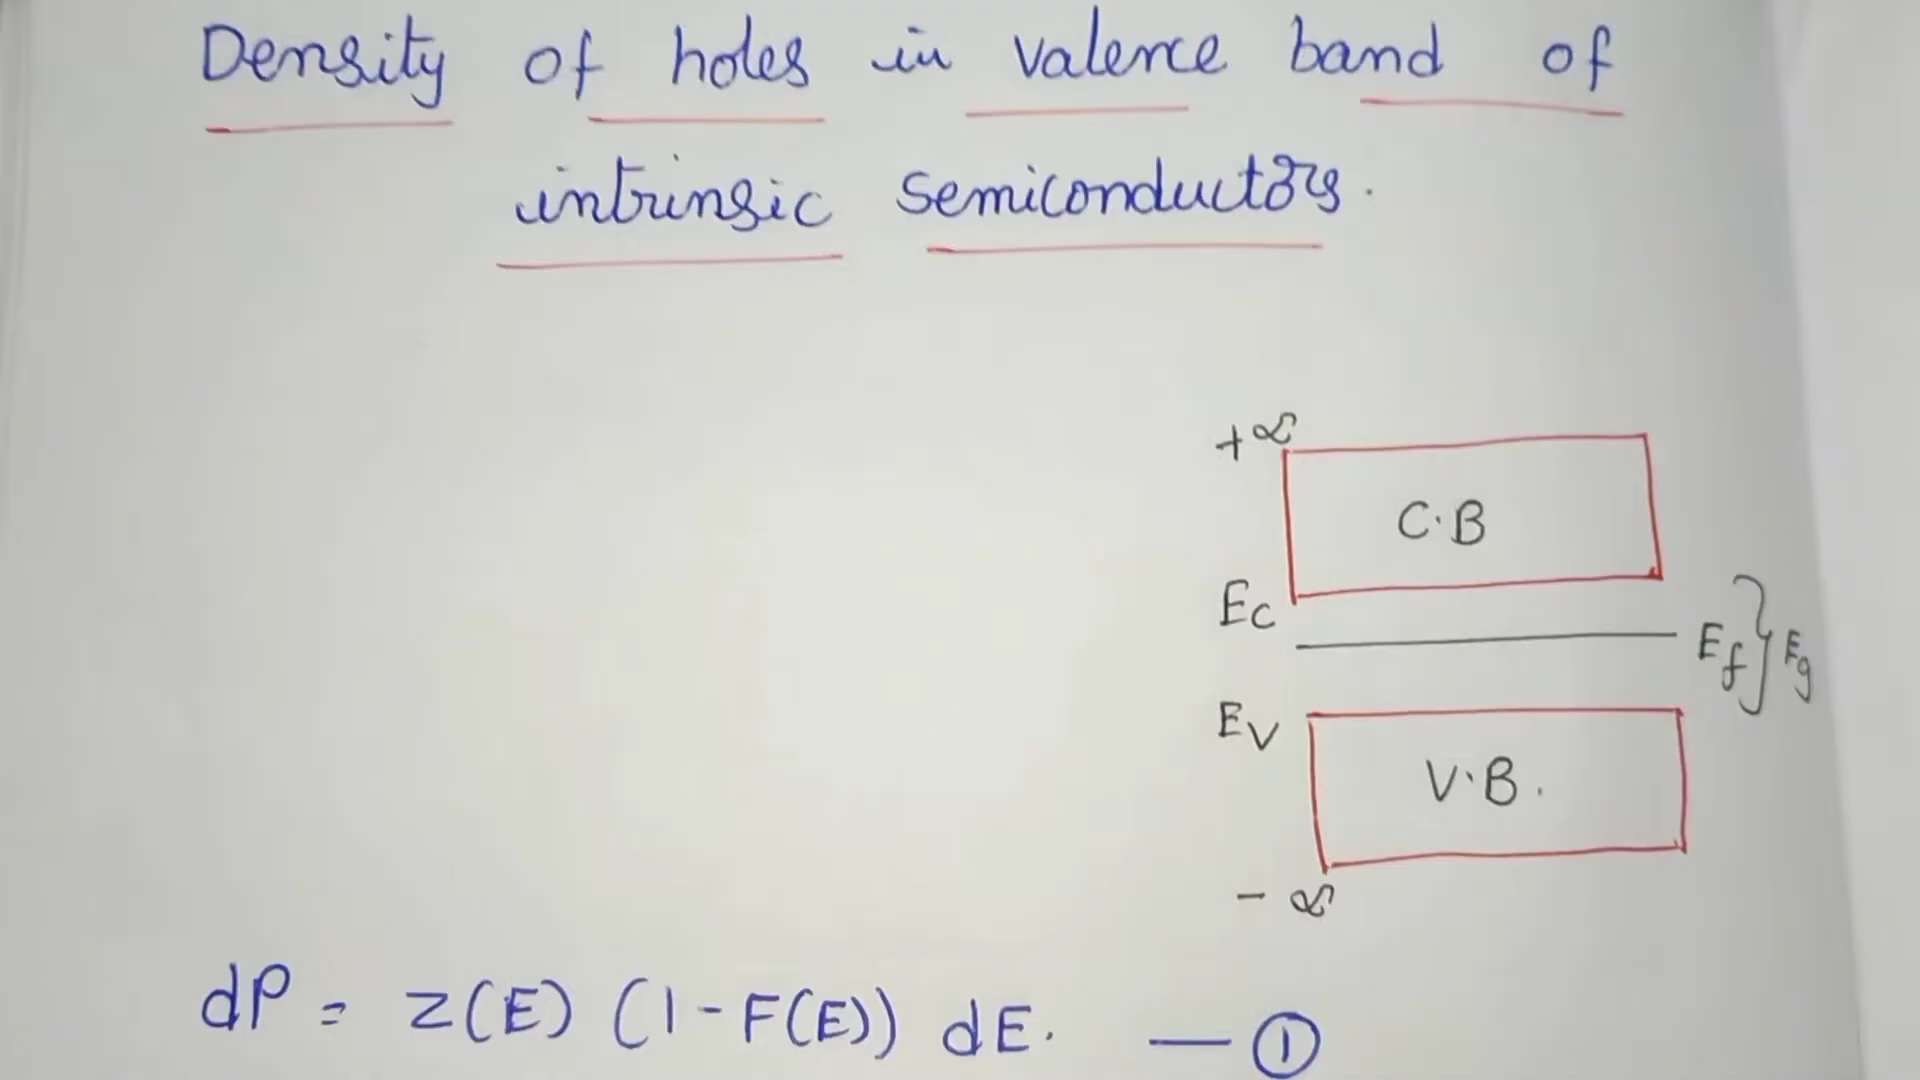 Density of holes in valence band of
intrinsic semiconductors.
+∞
C.B
Ec
Ef } Eg
Ev
V.B.
- ∞
dP = Z(E) (1-F(E)) dE. — ①